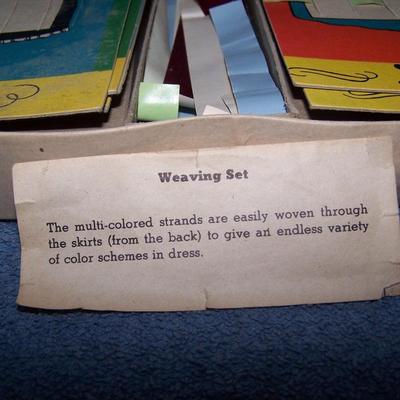 Weaving Set
The multi-colored strands are easily woven through
the skirts (from the back) to give an endless variety
of color schemes in dress.